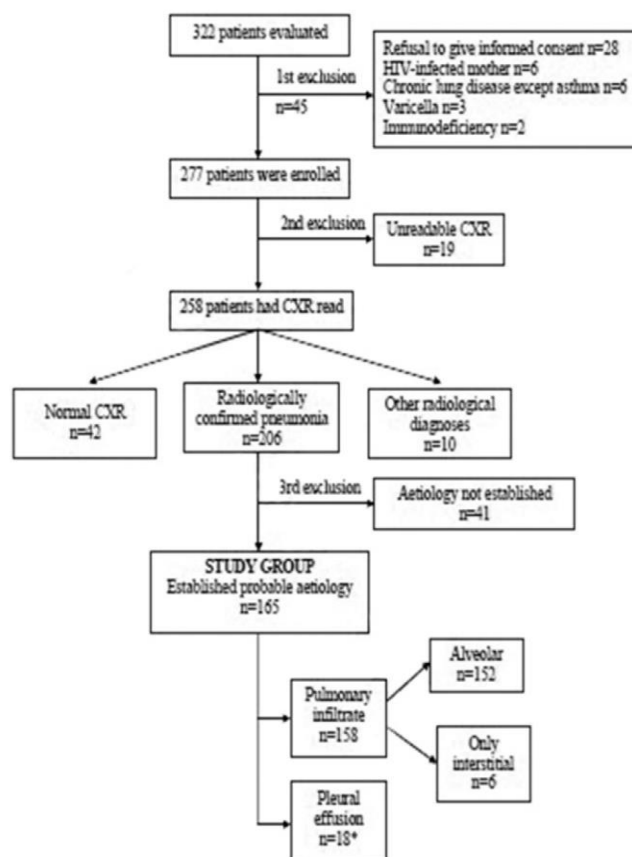 322 patients evaluated
1st exclusion
n=45
Refusal to give informed consent n=28
HIV-infected mother n=6
Chronic lung disease except asthma n=6
Varicella n=3
Immunodeficiency n=2
277 patients were enrolled
2nd exclusion
Unreadable CXR
n=19
258 patients had CXR read
Normal CXR
n=42
Radiologically
confirmed pneumonia
n=206
Other radiological
diagnoses
n=10
3rd exclusion
Aetiology not established
n=41
STUDY GROUP
Established probable aetiology
n=165
Pulmonary
infiltrate
n=158
Alveolar
n=152
Only
interstitial
n=6
Pleural
effusion
n=18*